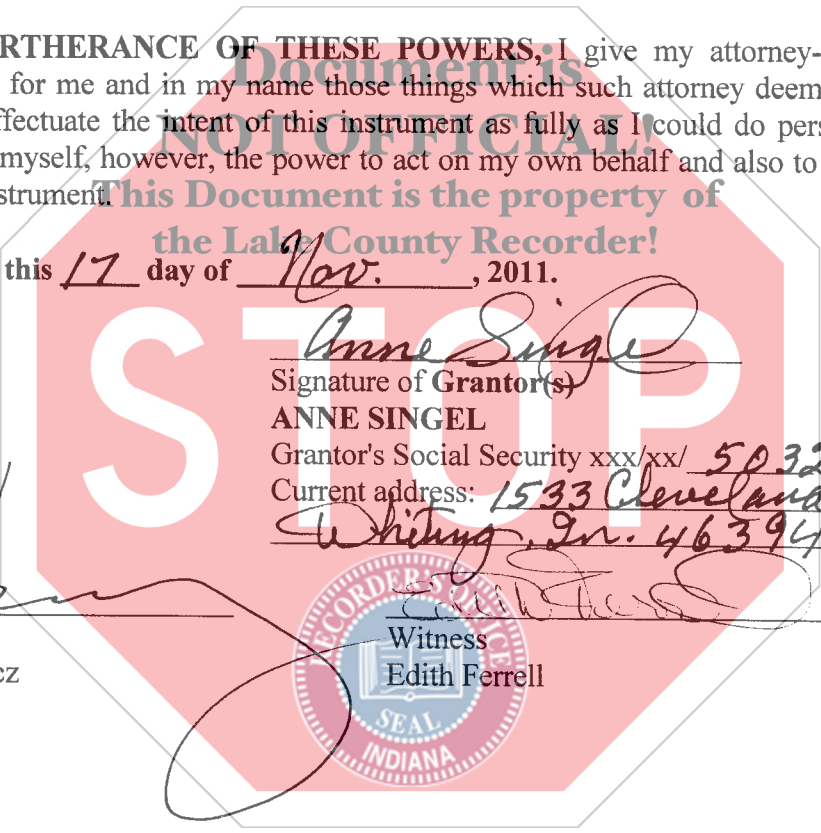 RTHERANCE OF THESE POWERS, I give my attorney-
Document is
for me and in my name those things which such attorney deem
ffectuate the intent of this instrument as fully as I could do pers
NOT OFFICIAL!
myself, however, the power to act on my own behalf and also to
strument.
This Document is the property of
the Lake County Recorder!
this 17 day of Nov. , 2011.
STOP
Anne Singel
Signature of Grantor(s)
ANNE SINGEL
Grantor's Social Security xxx/xx/ 5032
Current address: 1533 Cleveland
Whiting, In. 46394
Witness
cz
Edith Ferrell
RECORDER'S OFFICE
SEAL
INDIANA